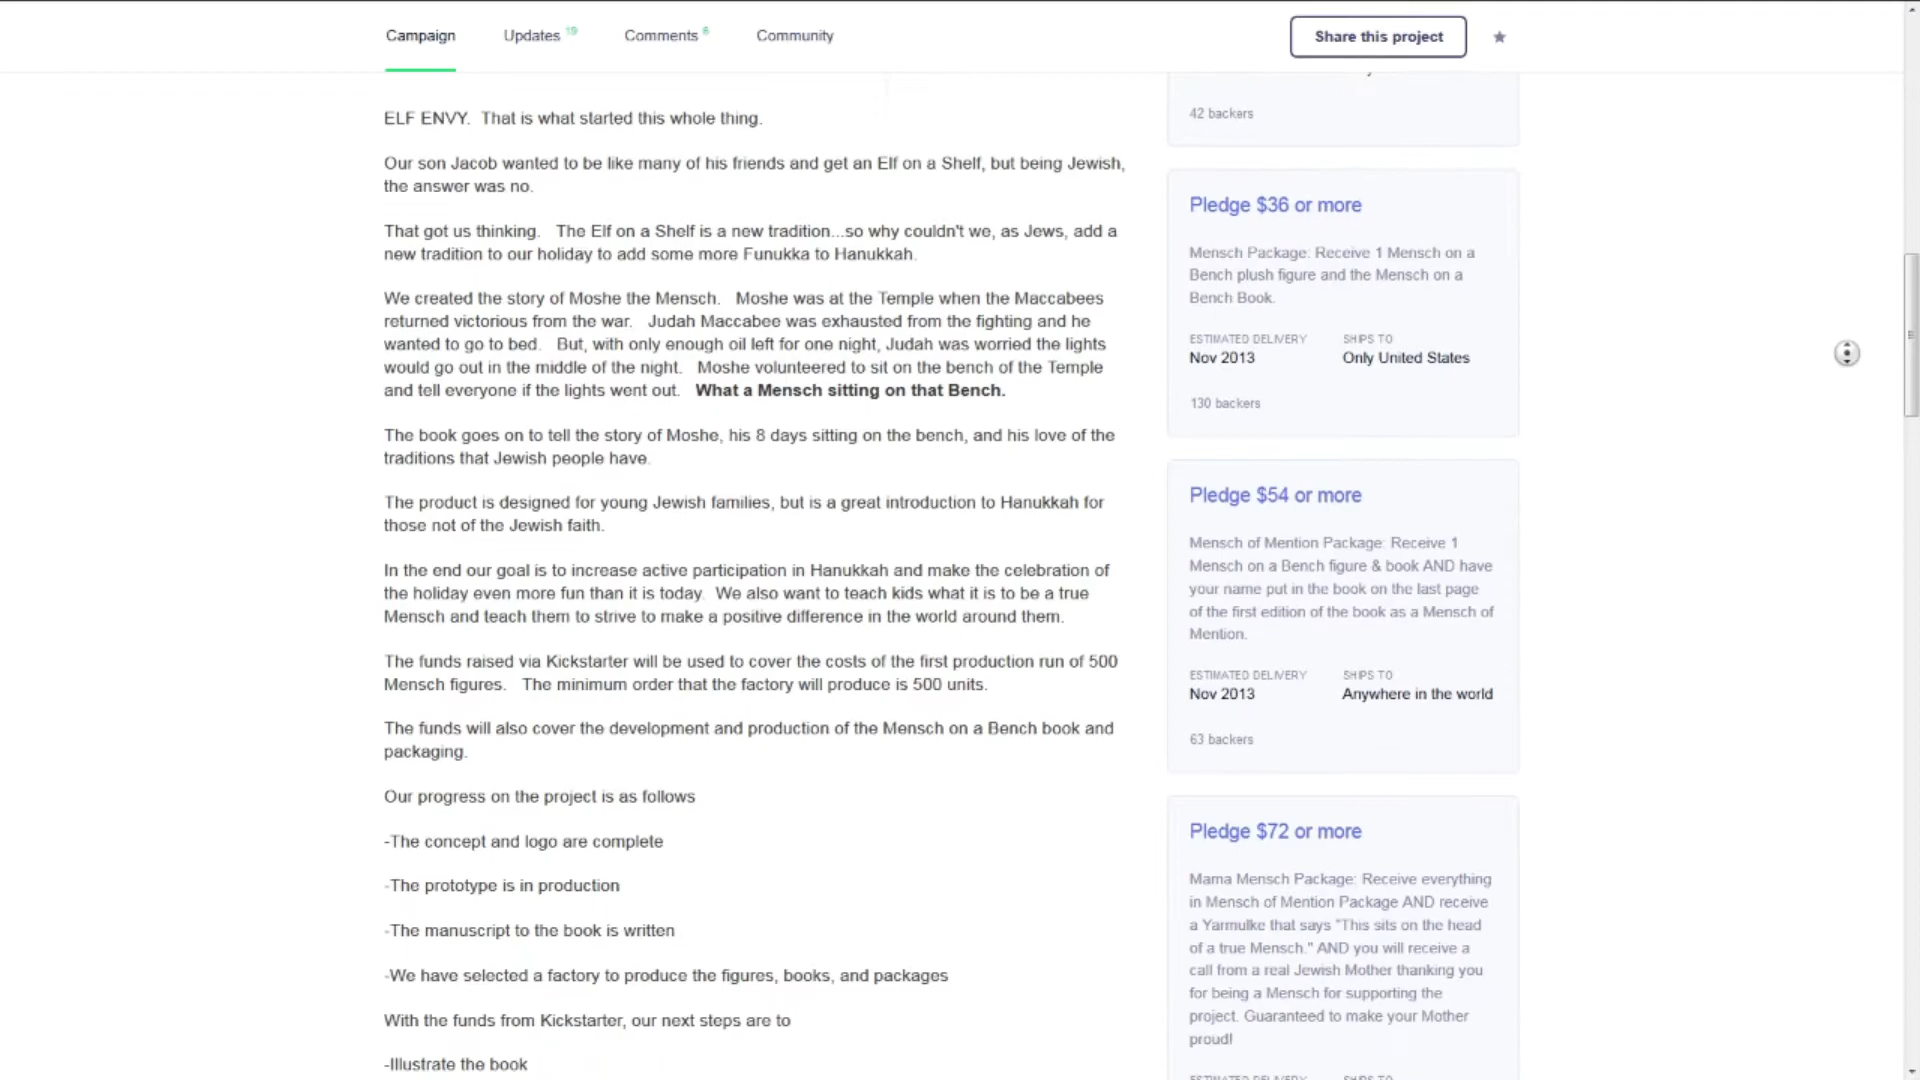 Campaign
Updates 19
Comments 6
Community
Share this project
ELF ENVY. That is what started this whole thing.
Our son Jacob wanted to be like many of his friends and get an Elf on a Shelf, but being Jewish,
the answer was no.
That got us thinking. The Elf on a Shelf is a new tradition...so why couldn't we, as Jews, add a
new tradition to our holiday to add some more Funukka to Hanukkah.
We created the story of Moshe the Mensch. Moshe was at the Temple when the Maccabees
returned victorious from the war. Judah Maccabee was exhausted from the fighting and he
wanted to go to bed. But, with only enough oil left for one night, Judah was worried the lights
would go out in the middle of the night. Moshe volunteered to sit on the bench of the Temple
and tell everyone if the lights went out. What a Mensch sitting on that Bench.
The book goes on to tell the story of Moshe, his 8 days sitting on the bench, and his love of the
traditions that Jewish people have.
The product is designed for young Jewish families, but is a great introduction to Hanukkah for
those not of the Jewish faith.
In the end our goal is to increase active participation in Hanukkah and make the celebration of
the holiday even more fun than it is today. We also want to teach kids what it is to be a true
Mensch and teach them to strive to make a positive difference in the world around them.
The funds raised via Kickstarter will be used to cover the costs of the first production run of 500
Mensch figures. The minimum order that the factory will produce is 500 units.
The funds will also cover the development and production of the Mensch on a Bench book and
packaging.
Our progress on the project is as follows
-The concept and logo are complete
-The prototype is in production
-The manuscript to the book is written
-We have selected a factory to produce the figures, books, and packages
With the funds from Kickstarter, our next steps are to
-Illustrate the book
42 backers
Pledge $36 or more
Mensch Package: Receive 1 Mensch on a
Bench plush figure and the Mensch on a
Bench Book.
ESTIMATED DELIVERY SHIPS TO
Nov 2013 Only United States
130 backers
Pledge $54 or more
Mensch of Mention Package: Receive 1
Mensch on a Bench figure & book AND have
your name put in the book on the last page
of the first edition of the book as a Mensch of
Mention.
ESTIMATED DELIVERY SHIPS TO
Nov 2013 Anywhere in the world
63 backers
Pledge $72 or more
Mama Mensch Package: Receive everything
in Mensch of Mention Package AND receive
a Yarmulke that says "This sits on the head
of a true Mensch." AND you will receive a
call from a real Jewish Mother thanking you
for being a Mensch for supporting the
project. Guaranteed to make your Mother
proud!
ESTIMATED DELIVERY SHIPS TO